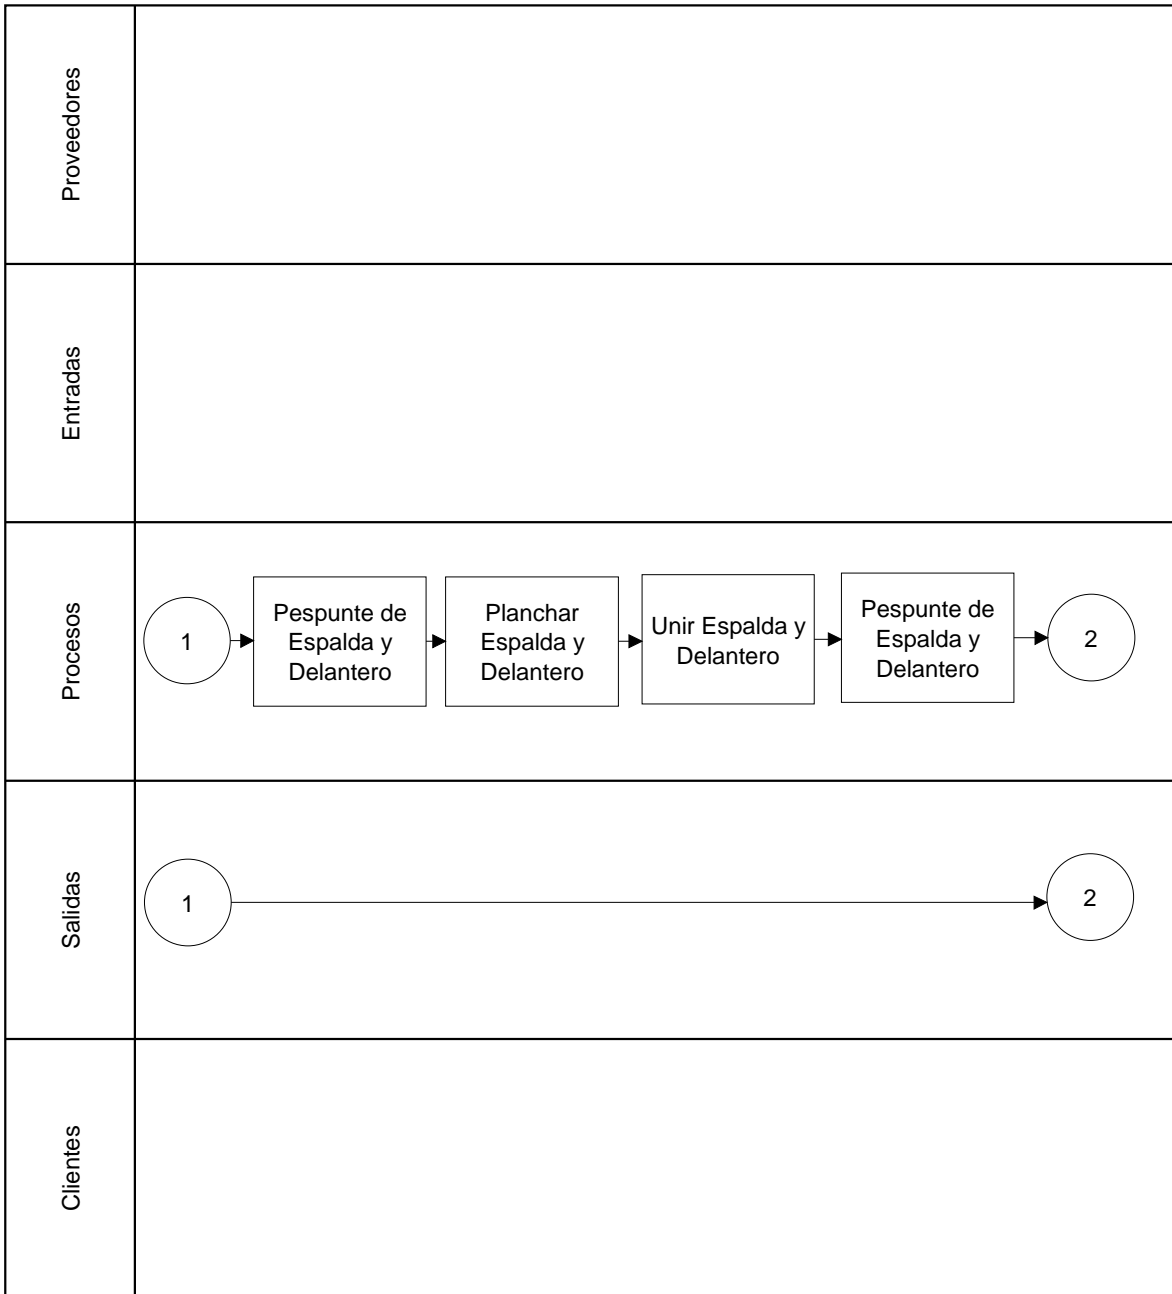 Proveedores
Entradas
Procesos
1
Pespunte de
Espalda y
Delantero
Planchar
Espalda y
Delantero
Unir Espalda y
Delantero
Pespunte de
Espalda y
Delantero
2
Salidas
1
2
Clientes